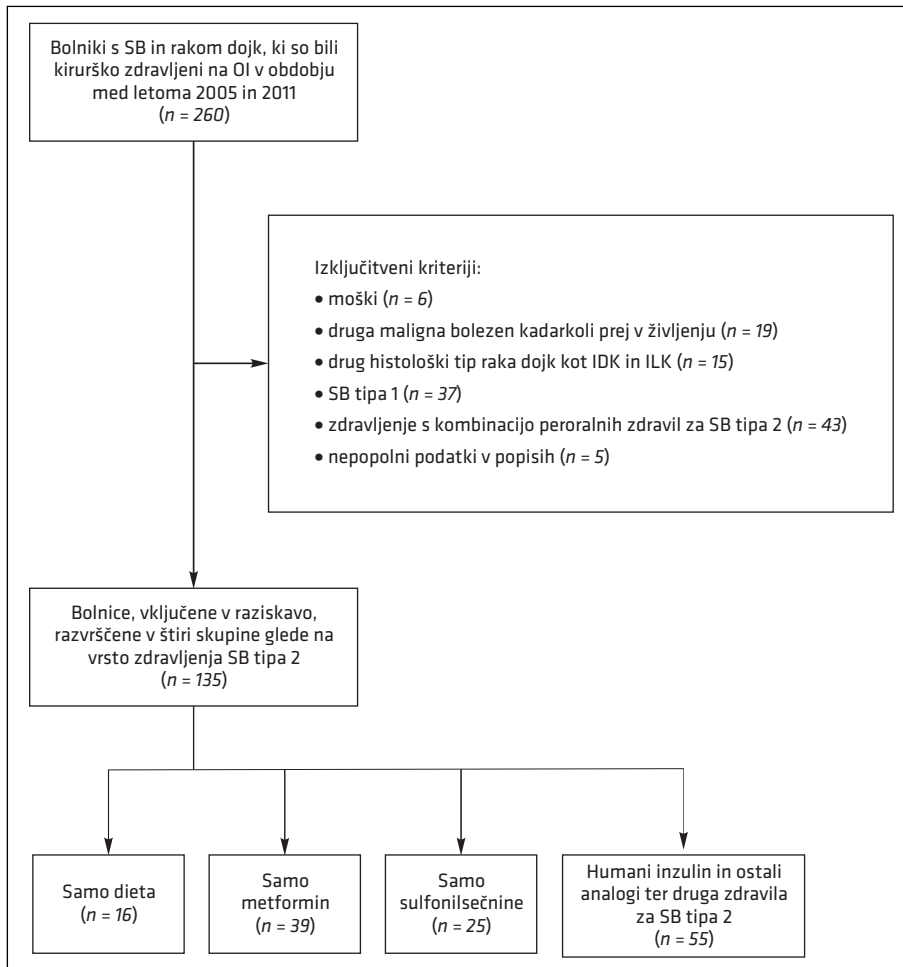 Bolniki s SB in rakom dojk, ki so bili
kirurško zdravljeni na OI v obdobju
med letoma 2005 in 2011
(n = 260)
Izključitveni kriteriji:
• moški (n = 6)
• druga maligna bolezen kadarkoli prej v življenju (n = 19)
• drug histološki tip raka dojk kot IDK in ILK (n = 15)
• SB tipa 1 (n = 37)
• zdravljenje s kombinacijo peroralnih zdravil za SB tipa 2 (n = 43)
• nepopolni podatki v popisih (n = 5)
Bolnice, vključene v raziskavo,
razvrščene v štiri skupine glede na
vrsto zdravljenja SB tipa 2
(n = 135)
Samo dieta
(n = 16)
Samo
metformin
(n = 39)
Samo
sulfonilsečnine
(n = 25)
Humani inzulin in ostali
analogi ter druga zdravila
za SB tipa 2
(n = 55)